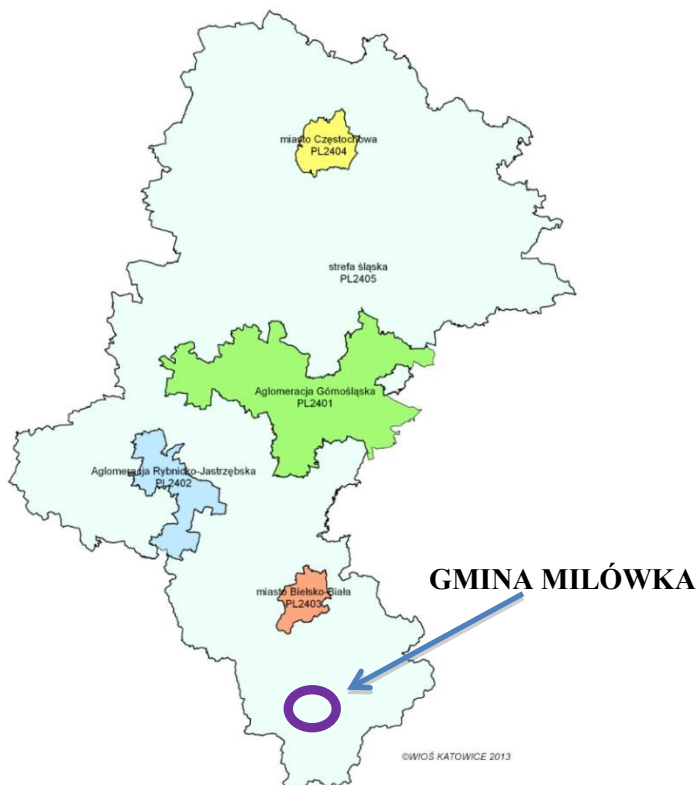 miasto Częstochowa
PL2404
strefa śląska
PL2405
Aglomeracja Górnośląska
PL2401
Aglomeracja Rybnicko-Jastrzębska
PL2402
GMINA MILÓWKA
miasto Bielsko-Biała
PL2403
©WIOŚ KATOWICE 2013